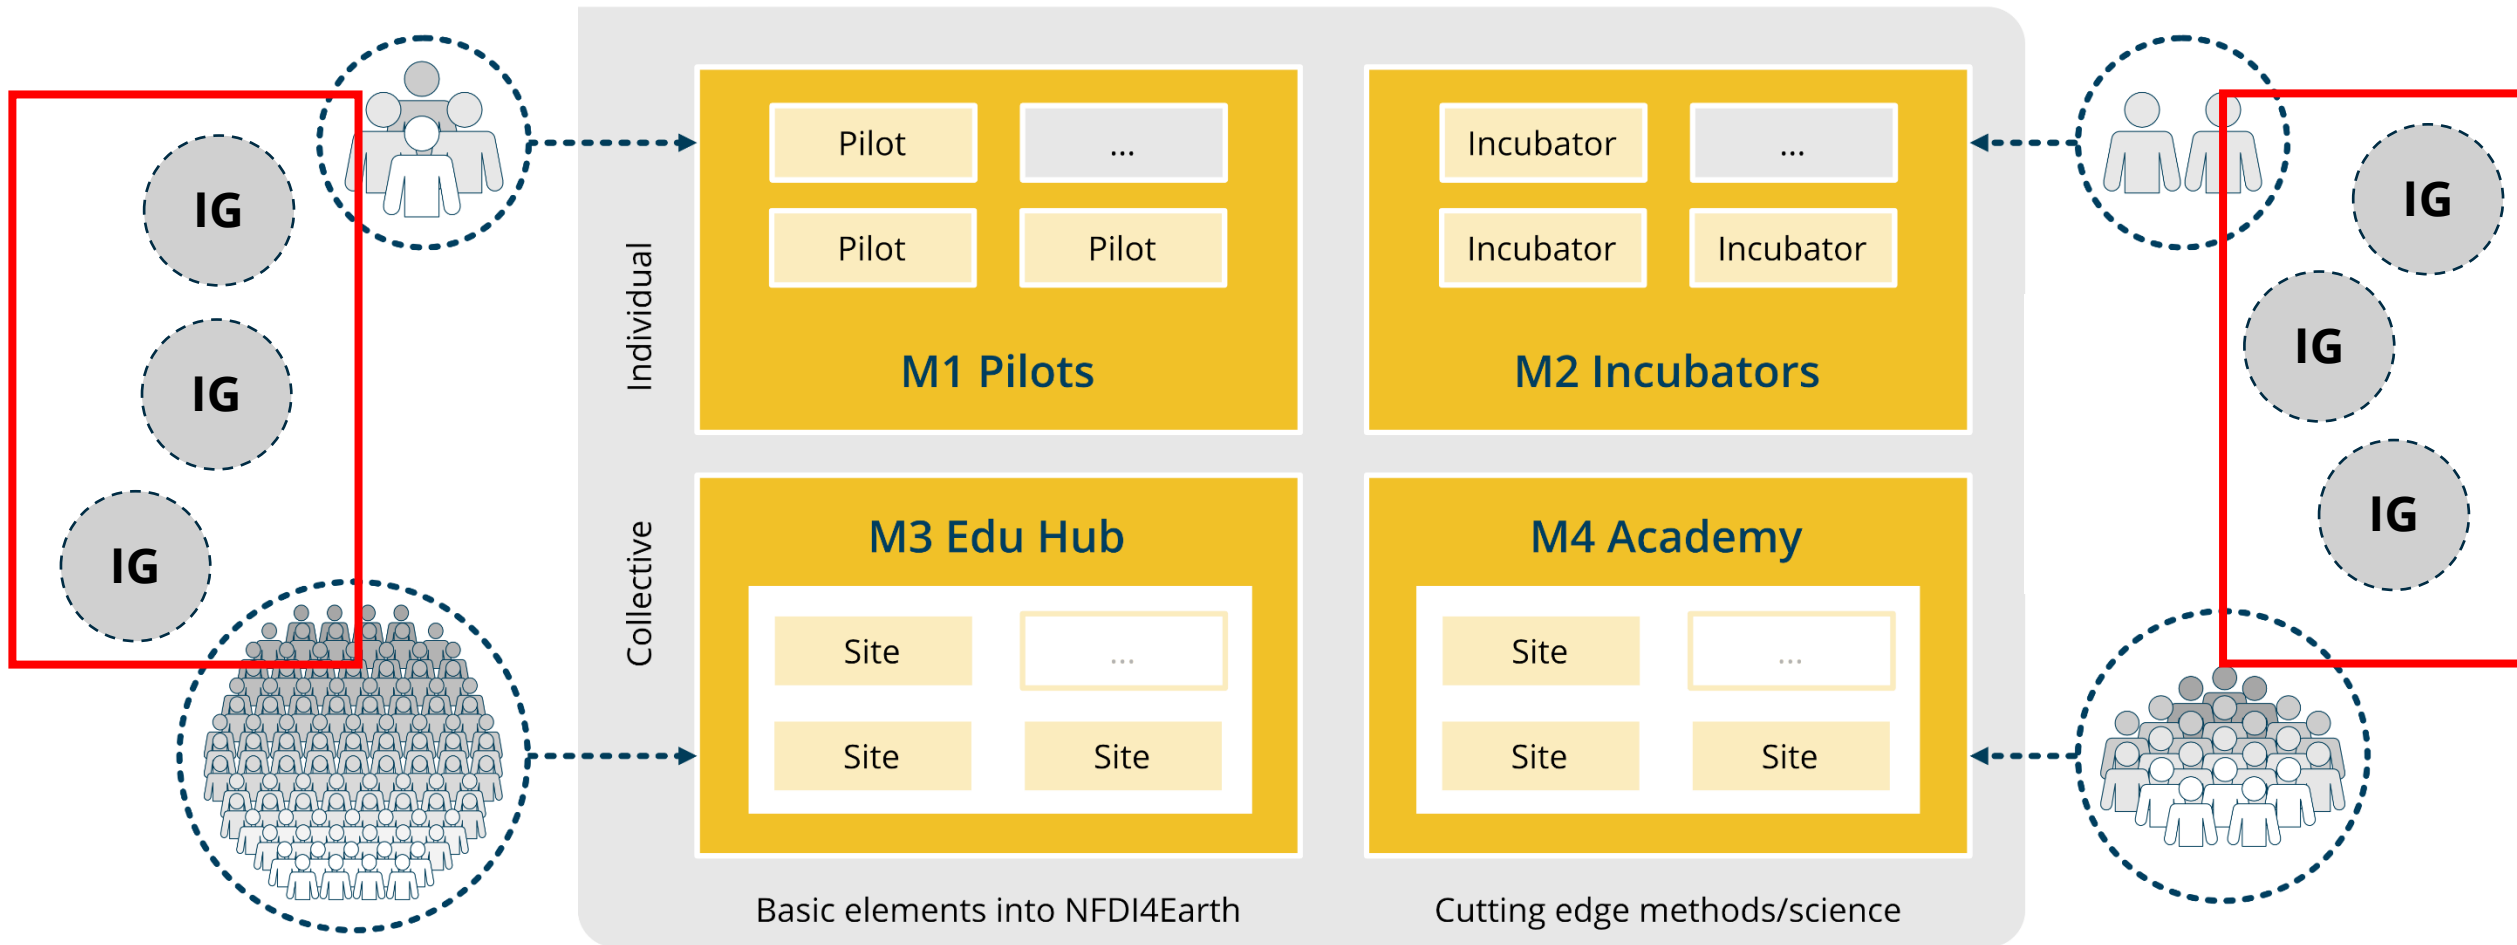 IG
IG
IG
Individual
Collective
Pilot
...
Pilot
Pilot
M1 Pilots
Incubator
...
Incubator
Incubator
M2 Incubators
M3 Edu Hub
Site
...
Site
Site
M4 Academy
Site
...
Site
Site
Basic elements into NFDI4Earth
Cutting edge methods/science
IG
IG
IG